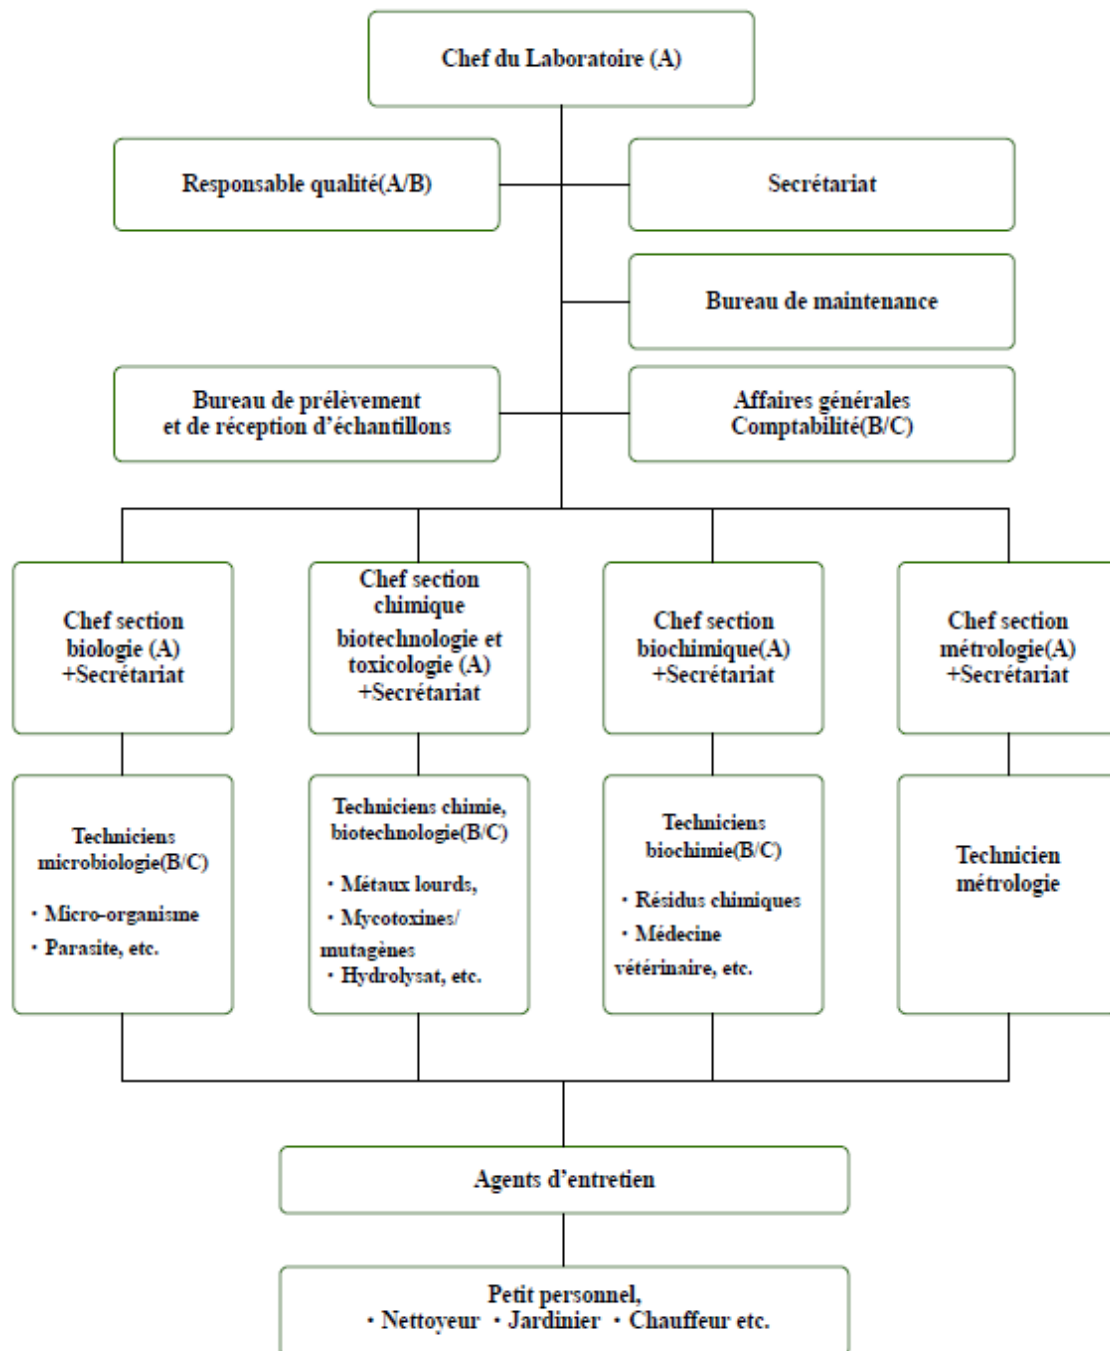 Chef du Laboratoire (A)
Responsable qualité(A/B)
Secrétariat
Bureau de maintenance
Bureau de prélèvement
et de réception d’échantillons
Affaires générales
Comptabilité(B/C)
Chef section
biologie (A)
+Secrétariat
Chef section
chimique
biotechnologie et
toxicologie (A)
+Secrétariat
Chef section
biochimique(A)
+Secrétariat
Chef section
métrologie(A)
+Secrétariat
Techniciens
microbiologie(B/C)
・Micro-organisme
・Parasite, etc.
Techniciens chimie,
biotechnologie(B/C)
・Métaux lourds,
・Mycotoxines/
mutagènes
・Hydrolysat, etc.
Techniciens
biochimie(B/C)
・Résidus chimiques
・Médecine
vétérinaire, etc.
Technicien
métrologie
Agents d’entretien
Petit personnel,
・Nettoyeur ・Jardinier ・Chauffeur etc.